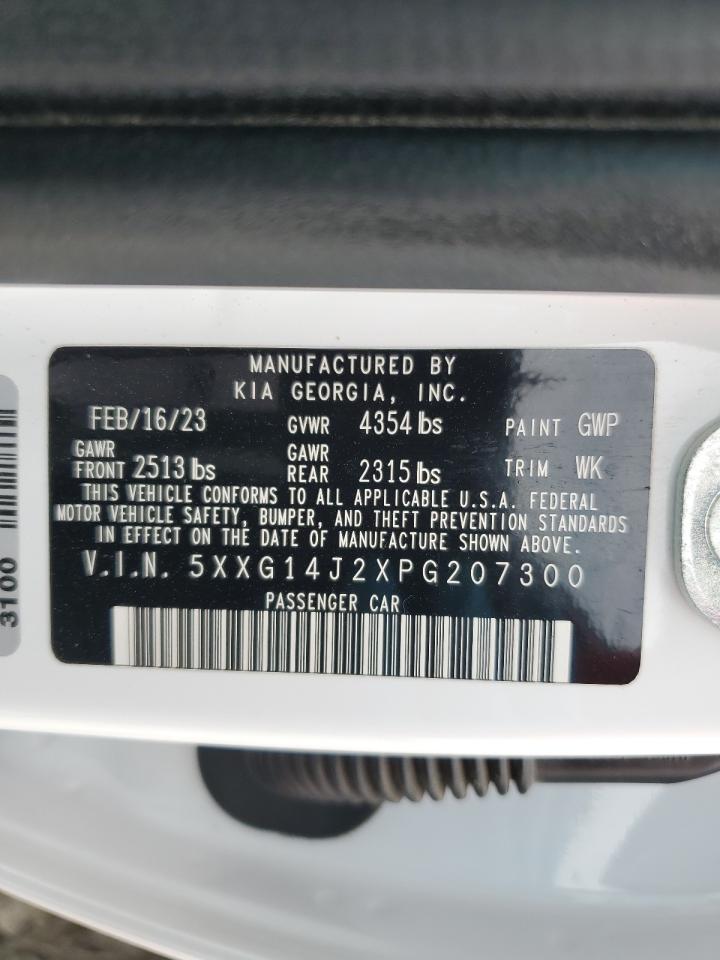 MANUFACTURED BY
KIA GEORGIA, INC.
FEB/16/23 GVWR 4354 lbs PAINT GWP
GAWR FRONT 2513 lbs GAWR REAR 2315 lbs TRIM WK
THIS VEHICLE CONFORMS TO ALL APPLICABLE U.S.A. FEDERAL
MOTOR VEHICLE SAFETY, BUMPER, AND THEFT PREVENTION STANDARDS
IN EFFECT ON THE DATE OF MANUFACTURE SHOWN ABOVE.
V.I.N. 5XXG14J2XPG207300
PASSENGER CAR
3100